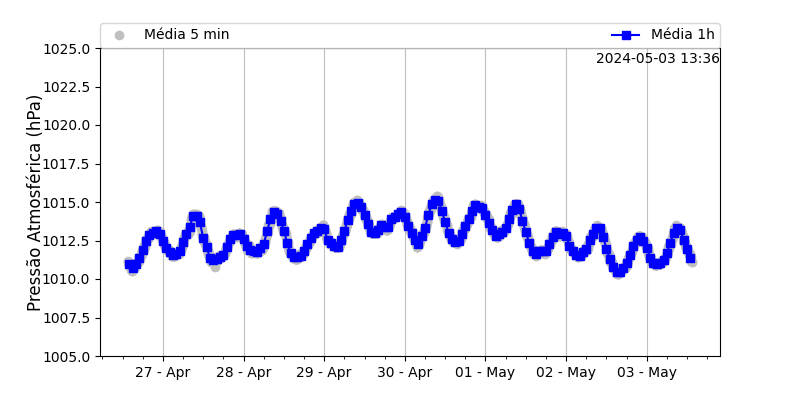 Média 5 min
Média 1h
2024-05-03 13:36
Pressão Atmosférica (hPa)
1025.0
1022.5
1020.0
1017.5
1015.0
1012.5
1010.0
1007.5
1005.0
27 - Apr
28 - Apr
29 - Apr
30 - Apr
01 - May
02 - May
03 - May